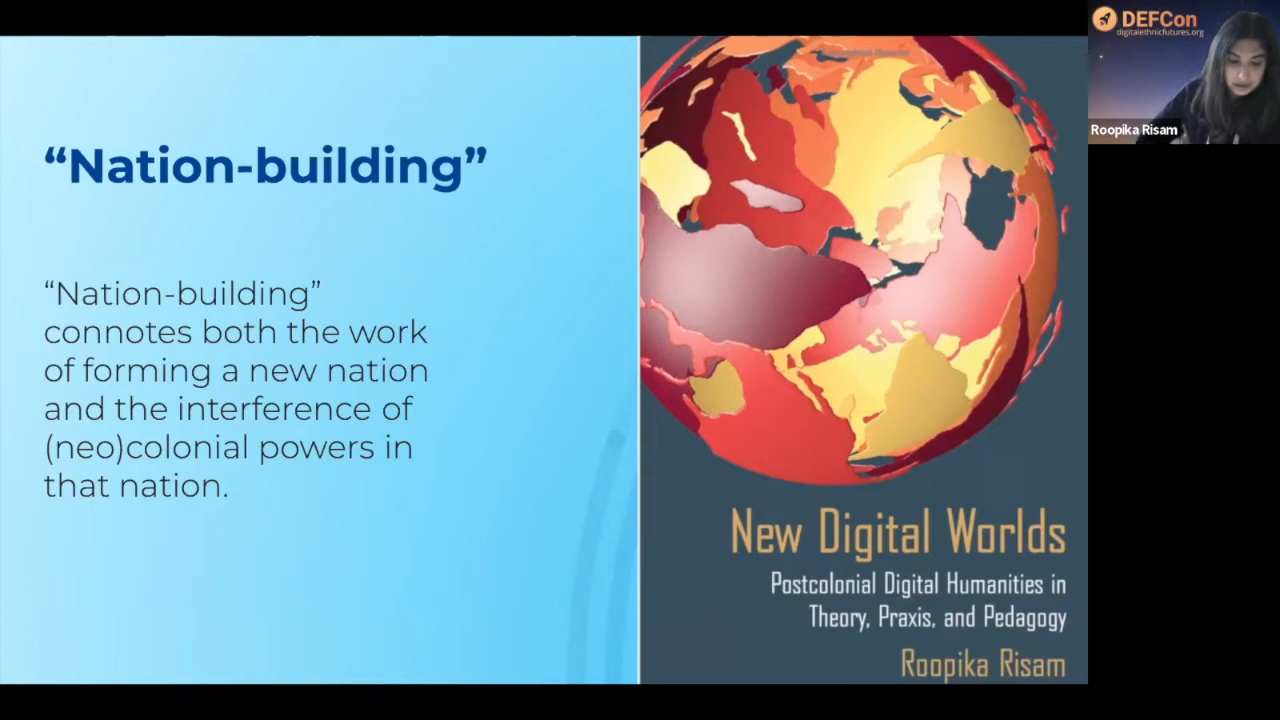 “Nation-building”
“Nation-building”
connotes both the work
of forming a new nation
and the interference of
(neo)colonial powers in
that nation.
New Digital Worlds
Postcolonial Digital Humanities in
Theory, Praxis, and Pedagogy
Roopika Risam
DEFCon
digitalethnicfutures.org
Roopika Risam